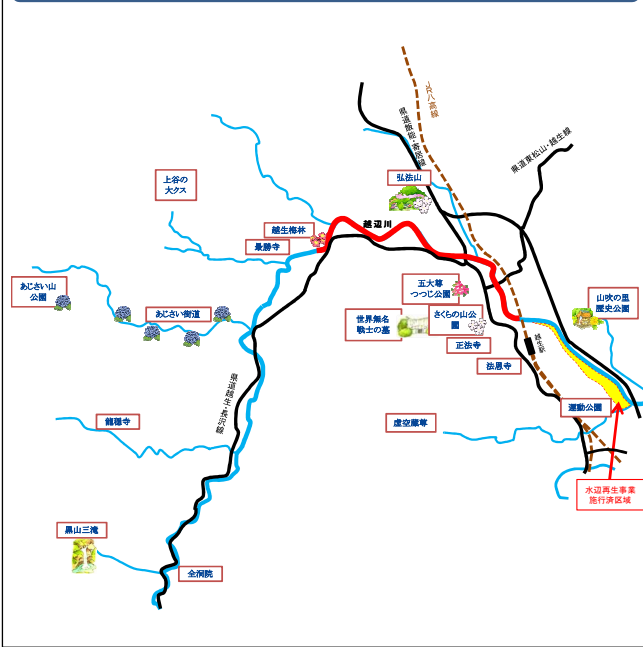 JR八高線
県道飯能・寄居線
県道東松山・越生線
上谷の
大クス
弘法山
越生梅林
越辺川
最勝寺
あじさい山
公園
あじさい街道
五大尊
つつじ公園
山吹の里
歴史公園
世界無名
戦士の墓
さくらの山公
園
正法寺
越生駅
法恩寺
県道越生・長沢線
運動公園
龍穏寺
虚空蔵尊
水辺再生事業
施行済区域
黒山三滝
全洞院